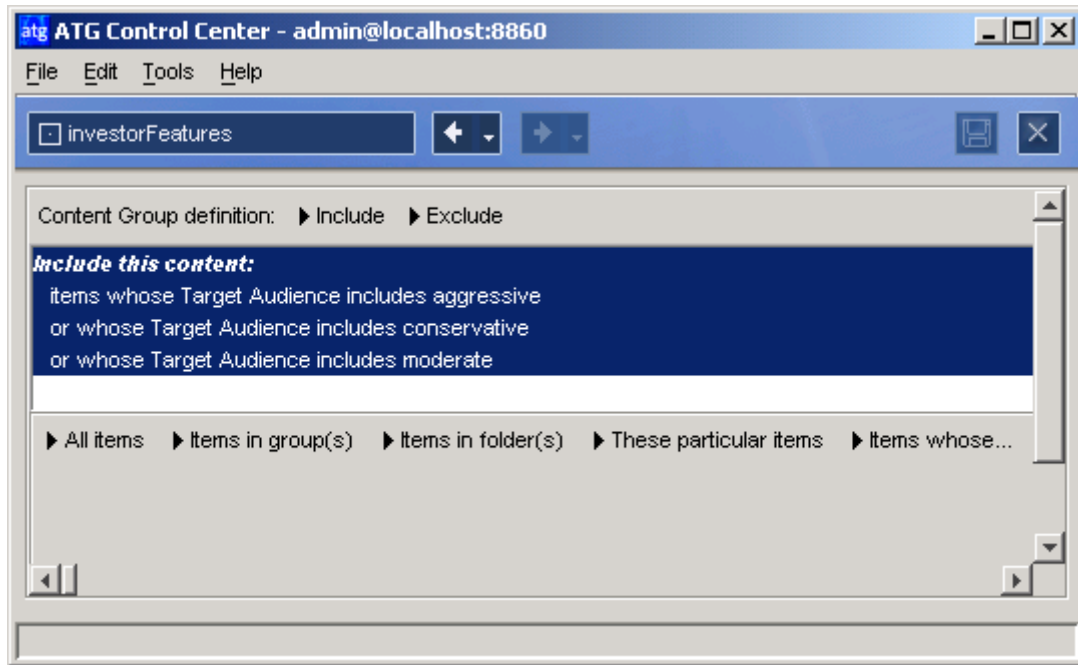 atg ATG Control Center - admin@localhost:8860
File Edit Tools Help
investorFeatures
Content Group definition: Include Exclude
Include this content:
items whose Target Audience includes aggressive
or whose Target Audience includes conservative
or whose Target Audience includes moderate
All items Items in group(s) Items in folder(s) These particular items Items whose...